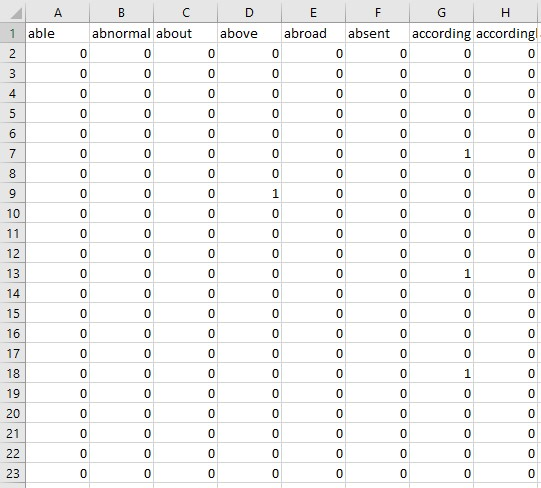 A B C D E F G H
1 able abnormal about above abroad absent according accordingl
2 0 0 0 0 0 0 0 0
3 0 0 0 0 0 0 0 0
4 0 0 0 0 0 0 0 0
5 0 0 0 0 0 0 0 0
6 0 0 0 0 0 0 0 0
7 0 0 0 0 0 0 1 0
8 0 0 0 0 0 0 0 0
9 0 0 0 1 0 0 0 0
10 0 0 0 0 0 0 0 0
11 0 0 0 0 0 0 0 0
12 0 0 0 0 0 0 0 0
13 0 0 0 0 0 0 1 0
14 0 0 0 0 0 0 0 0
15 0 0 0 0 0 0 0 0
16 0 0 0 0 0 0 0 0
17 0 0 0 0 0 0 0 0
18 0 0 0 0 0 0 1 0
19 0 0 0 0 0 0 0 0
20 0 0 0 0 0 0 0 0
21 0 0 0 0 0 0 0 0
22 0 0 0 0 0 0 0 0
23 0 0 0 0 0 0 0 0